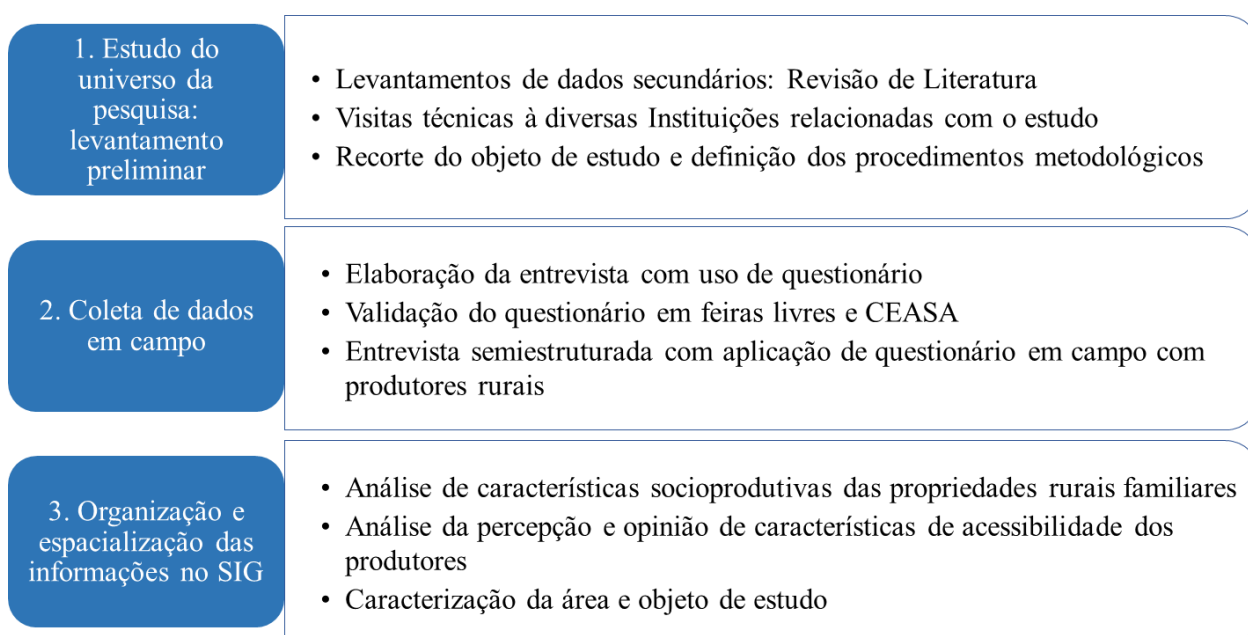 1. Estudo do
universo da
pesquisa:
levantamento
preliminar
• Levantamentos de dados secundários: Revisão de Literatura
• Visitas técnicas à diversas Instituições relacionadas com o estudo
• Recorte do objeto de estudo e definição dos procedimentos metodológicos
2. Coleta de dados
em campo
• Elaboração da entrevista com uso de questionário
• Validação do questionário em feiras livres e CEASA
• Entrevista semiestruturada com aplicação de questionário em campo com
produtores rurais
3. Organização e
espacialização das
informações no SIG
• Análise de características socioprodutivas das propriedades rurais familiares
• Análise da percepção e opinião de características de acessibilidade dos
produtores
• Caracterização da área e objeto de estudo